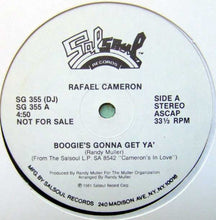 Salsoul
RECORDS
RAFAEL CAMERON
SG 355 (DJ)
SG 355 A
4:50
NOT FOR SALE
SIDE A
STEREO
ASCAP
33⅓ RPM
BOOGIE'S GONNA GET YA'
(Randy Muller)
(From The Salsoul L.P. SA 8542 "Cameron's In Love")
Produced by Randy Muller For The Muller Organization
Arranged by Randy Muller
℗ 1981 Salsoul Record Corp.
MFG. BY SALSOUL RECORDS 240 MADISON AVE. NY, NY 10016